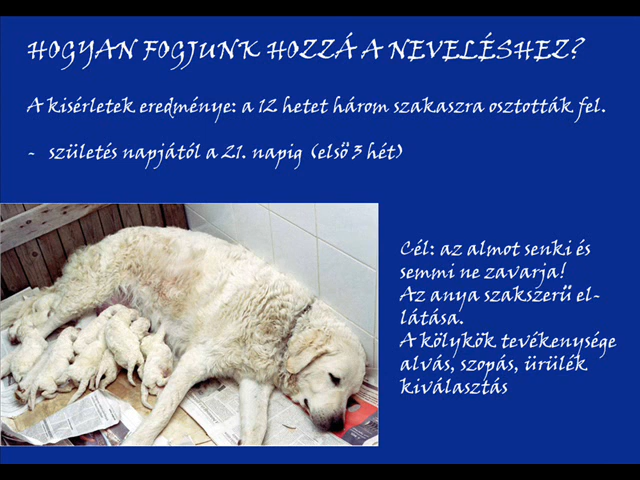 HOGYAN FOGJUNK HOZZÁ A NEVELÉSHEZ?
A kisérletek eredménye: a 12 hetet három szakaszra osztották fel.
- születés napjától a 21. napig (első 3 hét)
Cél: az almot senki és
semmi ne zavarja!
Az anya szakszerű el-
látása.
A kölykök tevékenysége
alvás, szopás, ürülék
kiválasztás